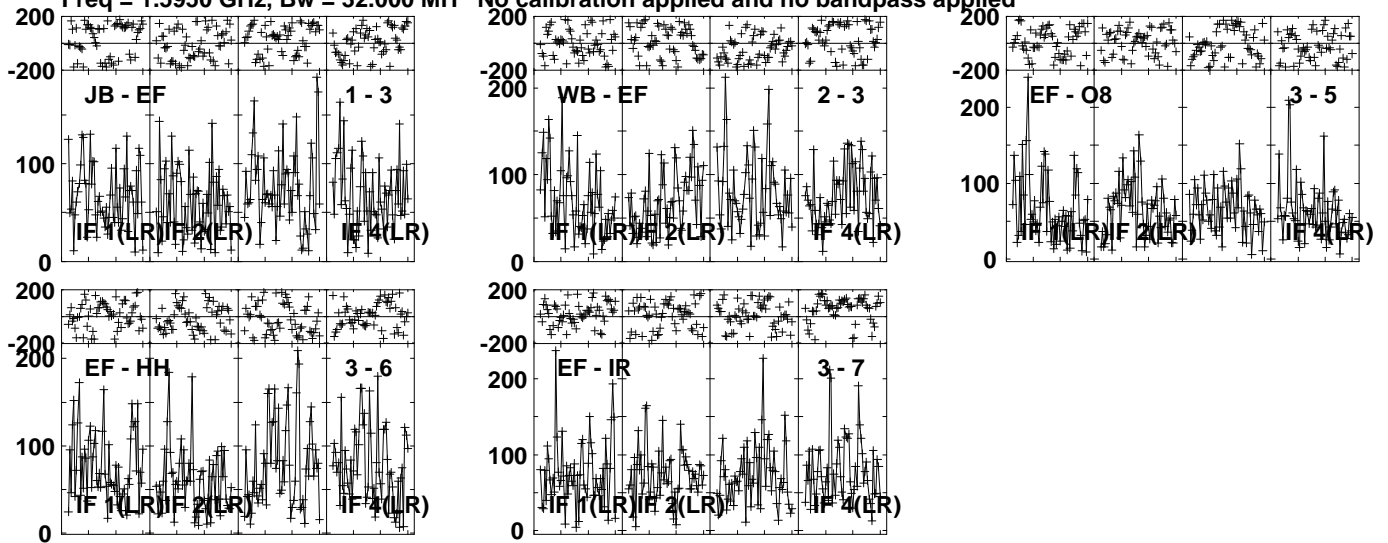 Freq = 1.5950 GHz, Bw = 32.000 MH No calibration applied and no bandpass applied
200
-200
JB - EF 1 - 3
100
0
IF 1(LR) IF 2(LR) IF 4(LR)
200
-200
WB - EF 2 - 3
200
100
0
IF 1(LR) IF 2(LR) IF 4(LR)
200
-200
EF - O8 3 - 5
200
100
0
IF 1(LR) IF 2(LR) IF 4(LR)
200
-200
200
EF - HH 3 - 6
100
0
IF 1(LR) IF 2(LR) IF 4(LR)
200
-200
EF - IR 3 - 7
200
100
0
IF 1(LR) IF 2(LR) IF 4(LR)